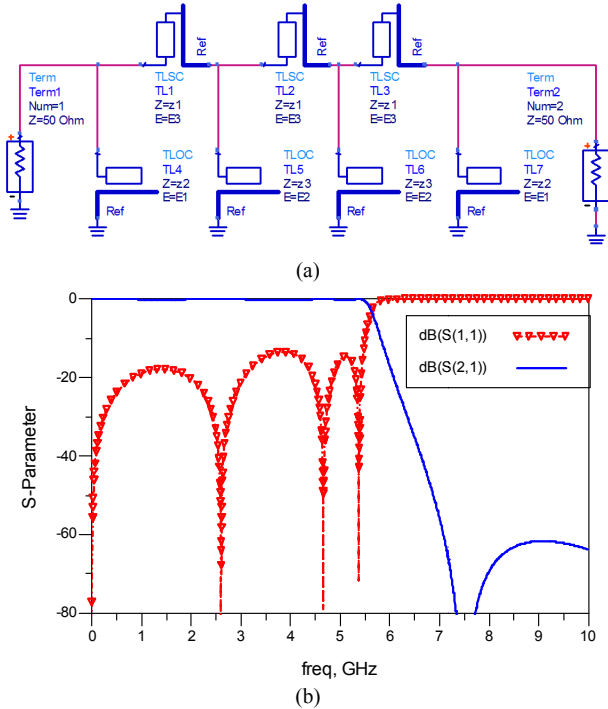 Ref
Ref
Ref
Term
Term1
Num=1
Z=50 Ohm
TLSC
TL1
Z=z1
E=E3
TLSC
TL2
Z=z1
E=E3
TLSC
TL3
Z=z1
E=E3
Term
Term2
Num=2
Z=50 Ohm
TLOC
TL4
Z=z2
E=E1
Ref
TLOC
TL5
Z=z3
E=E2
Ref
TLOC
TL6
Z=z3
E=E2
Ref
TLOC
TL7
Z=z2
E=E1
Ref
+
-
+
-
(a)
S-Parameter
0
-20
-40
-60
-80
dB(S(1,1))
dB(S(2,1))
0 1 2 3 4 5 6 7 8 9 10
freq, GHz
(b)